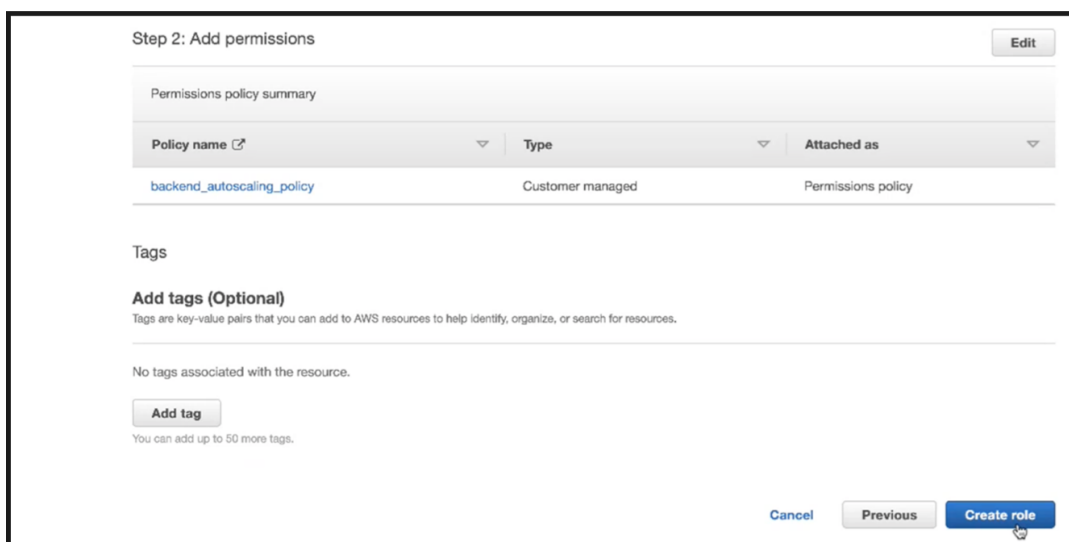 Step 2: Add permissions
Edit
Permissions policy summary
Policy name Type Attached as
backend_autoscaling_policy Customer managed Permissions policy
Tags
Add tags (Optional)
Tags are key-value pairs that you can add to AWS resources to help identify, organize, or search for resources.
No tags associated with the resource.
Add tag
You can add up to 50 more tags.
Cancel Previous Create role